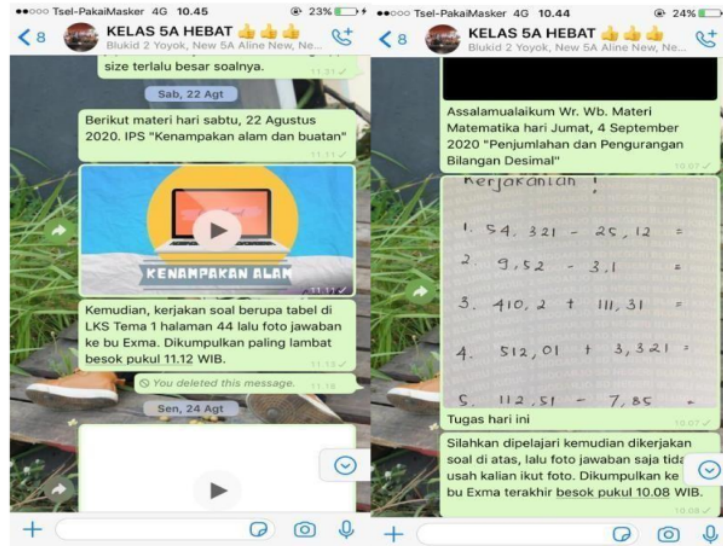 Tsel-PakaiMasker 4G 10.45 23%
8 KELAS 5A HEBAT 👍👍👍
Blukid 2 Yoyok, New 5A Aline New, Ne...
size terlalu besar soalnya.
11.11 ✓
Sab, 22 Agt
Berikut materi hari sabtu, 22 Agustus
2020. IPS "Kenampakan alam dan buatan"
11.11 ✓
KENAMPAKAN ALAM
11.11 ✓
Kemudian, kerjakan soal berupa tabel di
LKS Tema 1 halaman 44 lalu foto jawaban
ke bu Exma. Dikumpulkan paling lambat
besok pukul 11.12 WIB.
11.13 ✓
You deleted this message. 11.18
Sen, 24 Agt
Tsel-PakaiMasker 4G 10.44 24%
8 KELAS 5A HEBAT 👍👍👍
Blukid 2 Yoyok, New 5A Aline New, Ne...
Assalamualaikum Wr. Wb. Materi
Matematika hari Jumat, 4 September
2020 "Penjumlahan dan Pengurangan
Bilangan Desimal"
10.07 ✓
Kerjakanlah !
1. 54. 321 - 25, 12 =
2. 9,52 - 3,1 =
3. 410, 2 + 111, 31 =
4. 512, 01 + 3, 321 =
5. 112, 51 - 7, 85 =
Tugas hari ini
10.07 ✓
Silahkan dipelajari kemudian dikerjakan
soal di atas, lalu foto jawaban saja tida
usah kalian ikut foto. Dikumpulkan ke
bu Exma terakhir besok pukul 10.08 WIB.
10.08 ✓